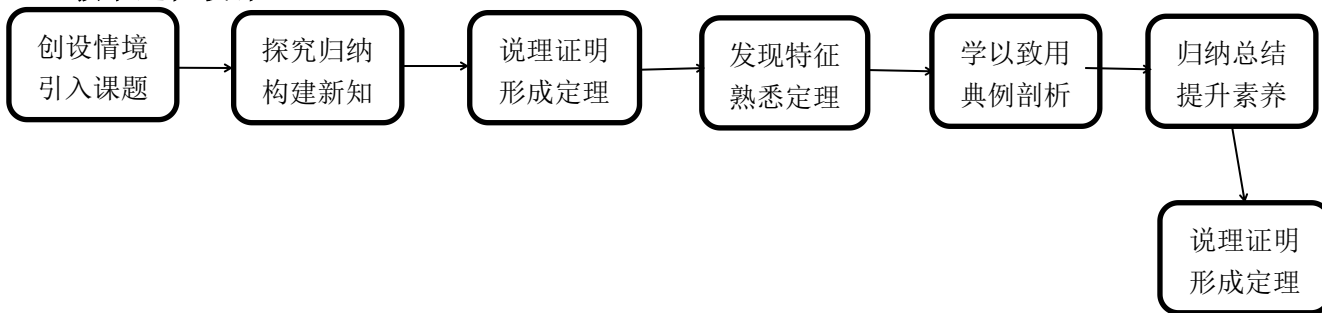 创设情境
引入课题
探究归纳
构建新知
说理证明
形成定理
发现特征
熟悉定理
学以致用
典例剖析
归纳总结
提升素养
说理证明
形成定理